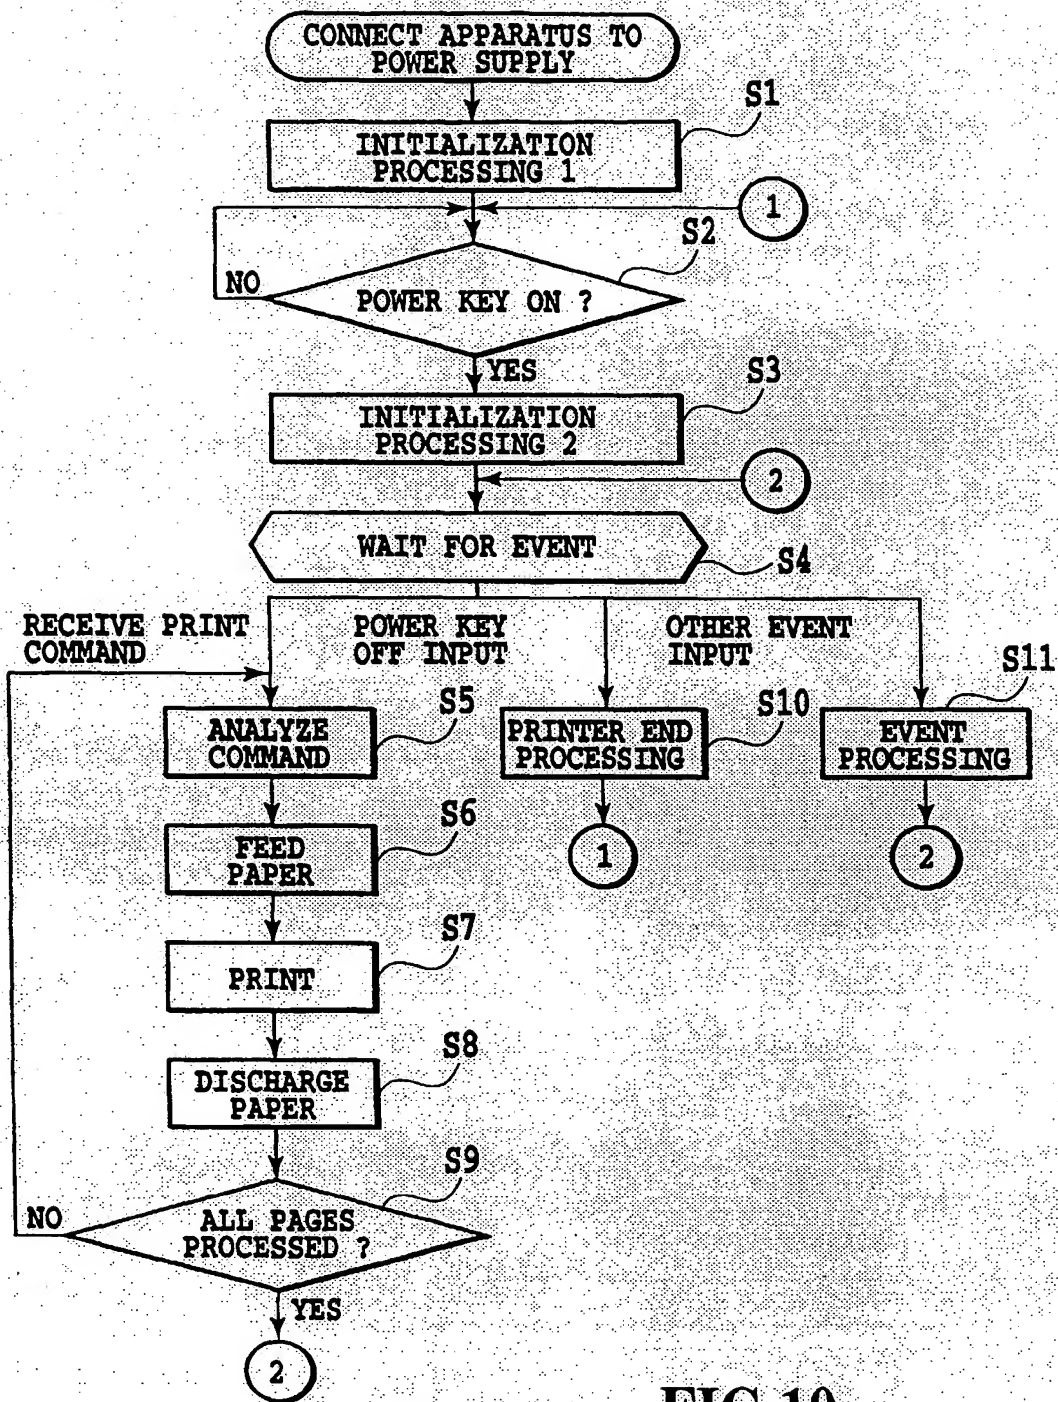 CONNECT APPARATUS TO
POWER SUPPLY
S1
INITIALIZATION
PROCESSING 1
1
S2
NO
POWER KEY ON ?
YES
S3
INITIALIZATION
PROCESSING 2
2
WAIT FOR EVENT
S4
RECEIVE PRINT
COMMAND
POWER KEY
OFF INPUT
OTHER EVENT
INPUT
S5
ANALYZE
COMMAND
S10
PRINTER END
PROCESSING
S11
EVENT
PROCESSING
S6
FEED
PAPER
1
2
S7
PRINT
S8
DISCHARGE
PAPER
S9
NO
ALL PAGES
PROCESSED ?
YES
2
FIG.10